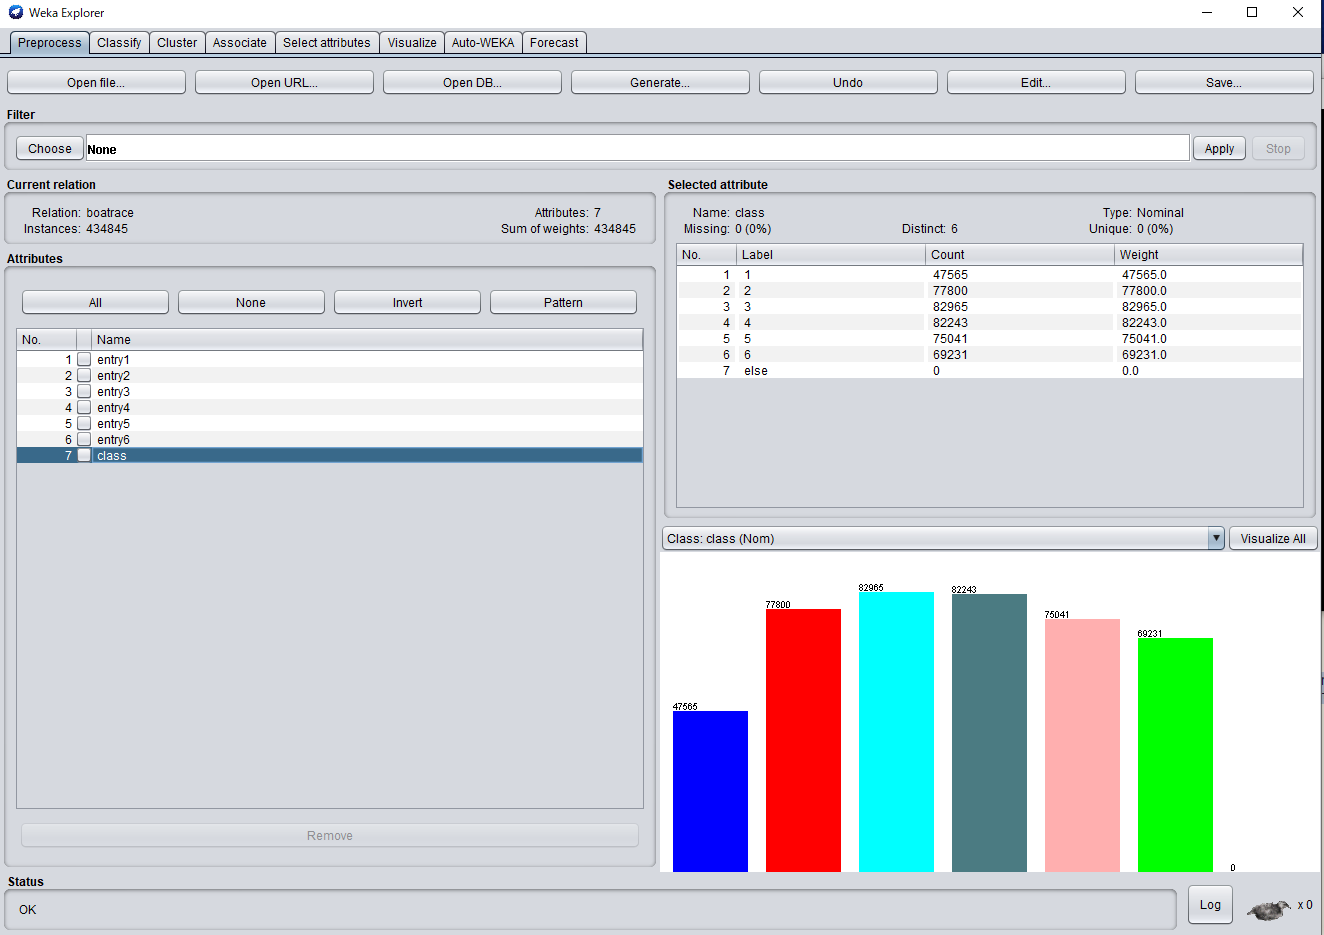 Weka Explorer
Preprocess Classify Cluster Associate Select attributes Visualize Auto-WEKA Forecast
Open file... Open URL... Open DB... Generate... Undo Edit... Save...
Filter
Choose None Apply Stop
Current relation
Relation: boatrace Attributes: 7
Instances: 434845 Sum of weights: 434845
Attributes
All None Invert Pattern
No. Name
1 entry1
2 entry2
3 entry3
4 entry4
5 entry5
6 entry6
7 class
Remove
Selected attribute
Name: class Type: Nominal
Missing: 0 (0%) Distinct: 6 Unique: 0 (0%)
No. Label Count Weight
1 1 47565 47565.0
2 2 77800 77800.0
3 3 82965 82965.0
4 4 82243 82243.0
5 5 75041 75041.0
6 6 69231 69231.0
7 else 0 0.0
Class: class (Nom) Visualize All
47565 77800 82965 82243 75041 69231 0
Status
OK Log x 0